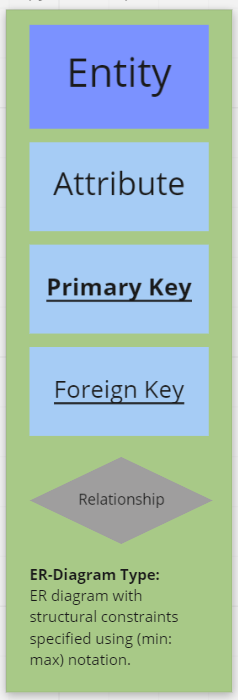 Entity
Attribute
Primary Key
Foreign Key
Relationship
ER-Diagram Type:
ER diagram with
structural constraints
specified using (min:
max) notation.